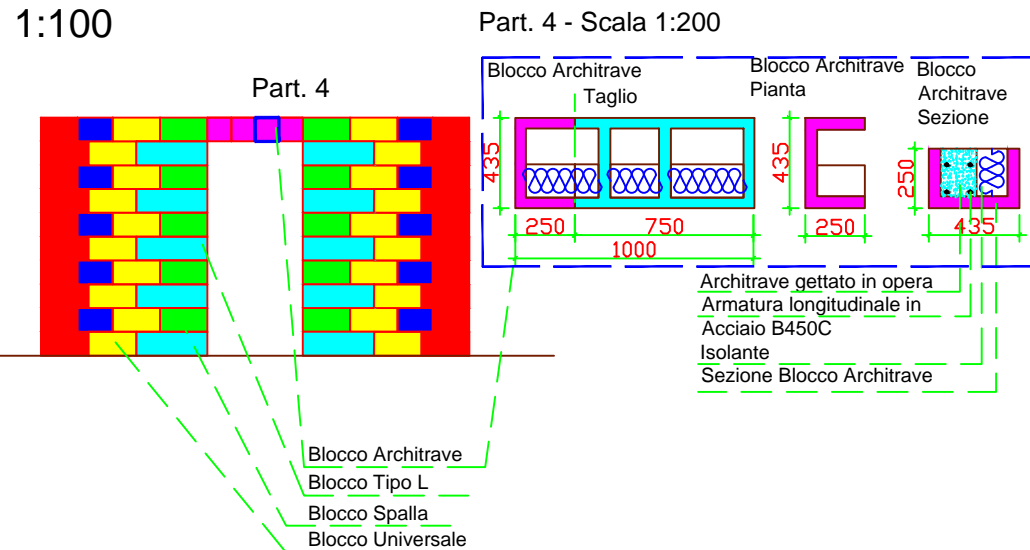 1:100
Part. 4 - Scala 1:200
Part. 4
Blocco Architrave
Taglio
Blocco Architrave
Pianta
Blocco
Architrave
Sezione
435
250
750
1000
435
250
250
435
Architrave gettato in opera
Armatura longitudinale in
Acciaio B450C
Isolante
Sezione Blocco Architrave
Blocco Architrave
Blocco Tipo L
Blocco Spalla
Blocco Universale